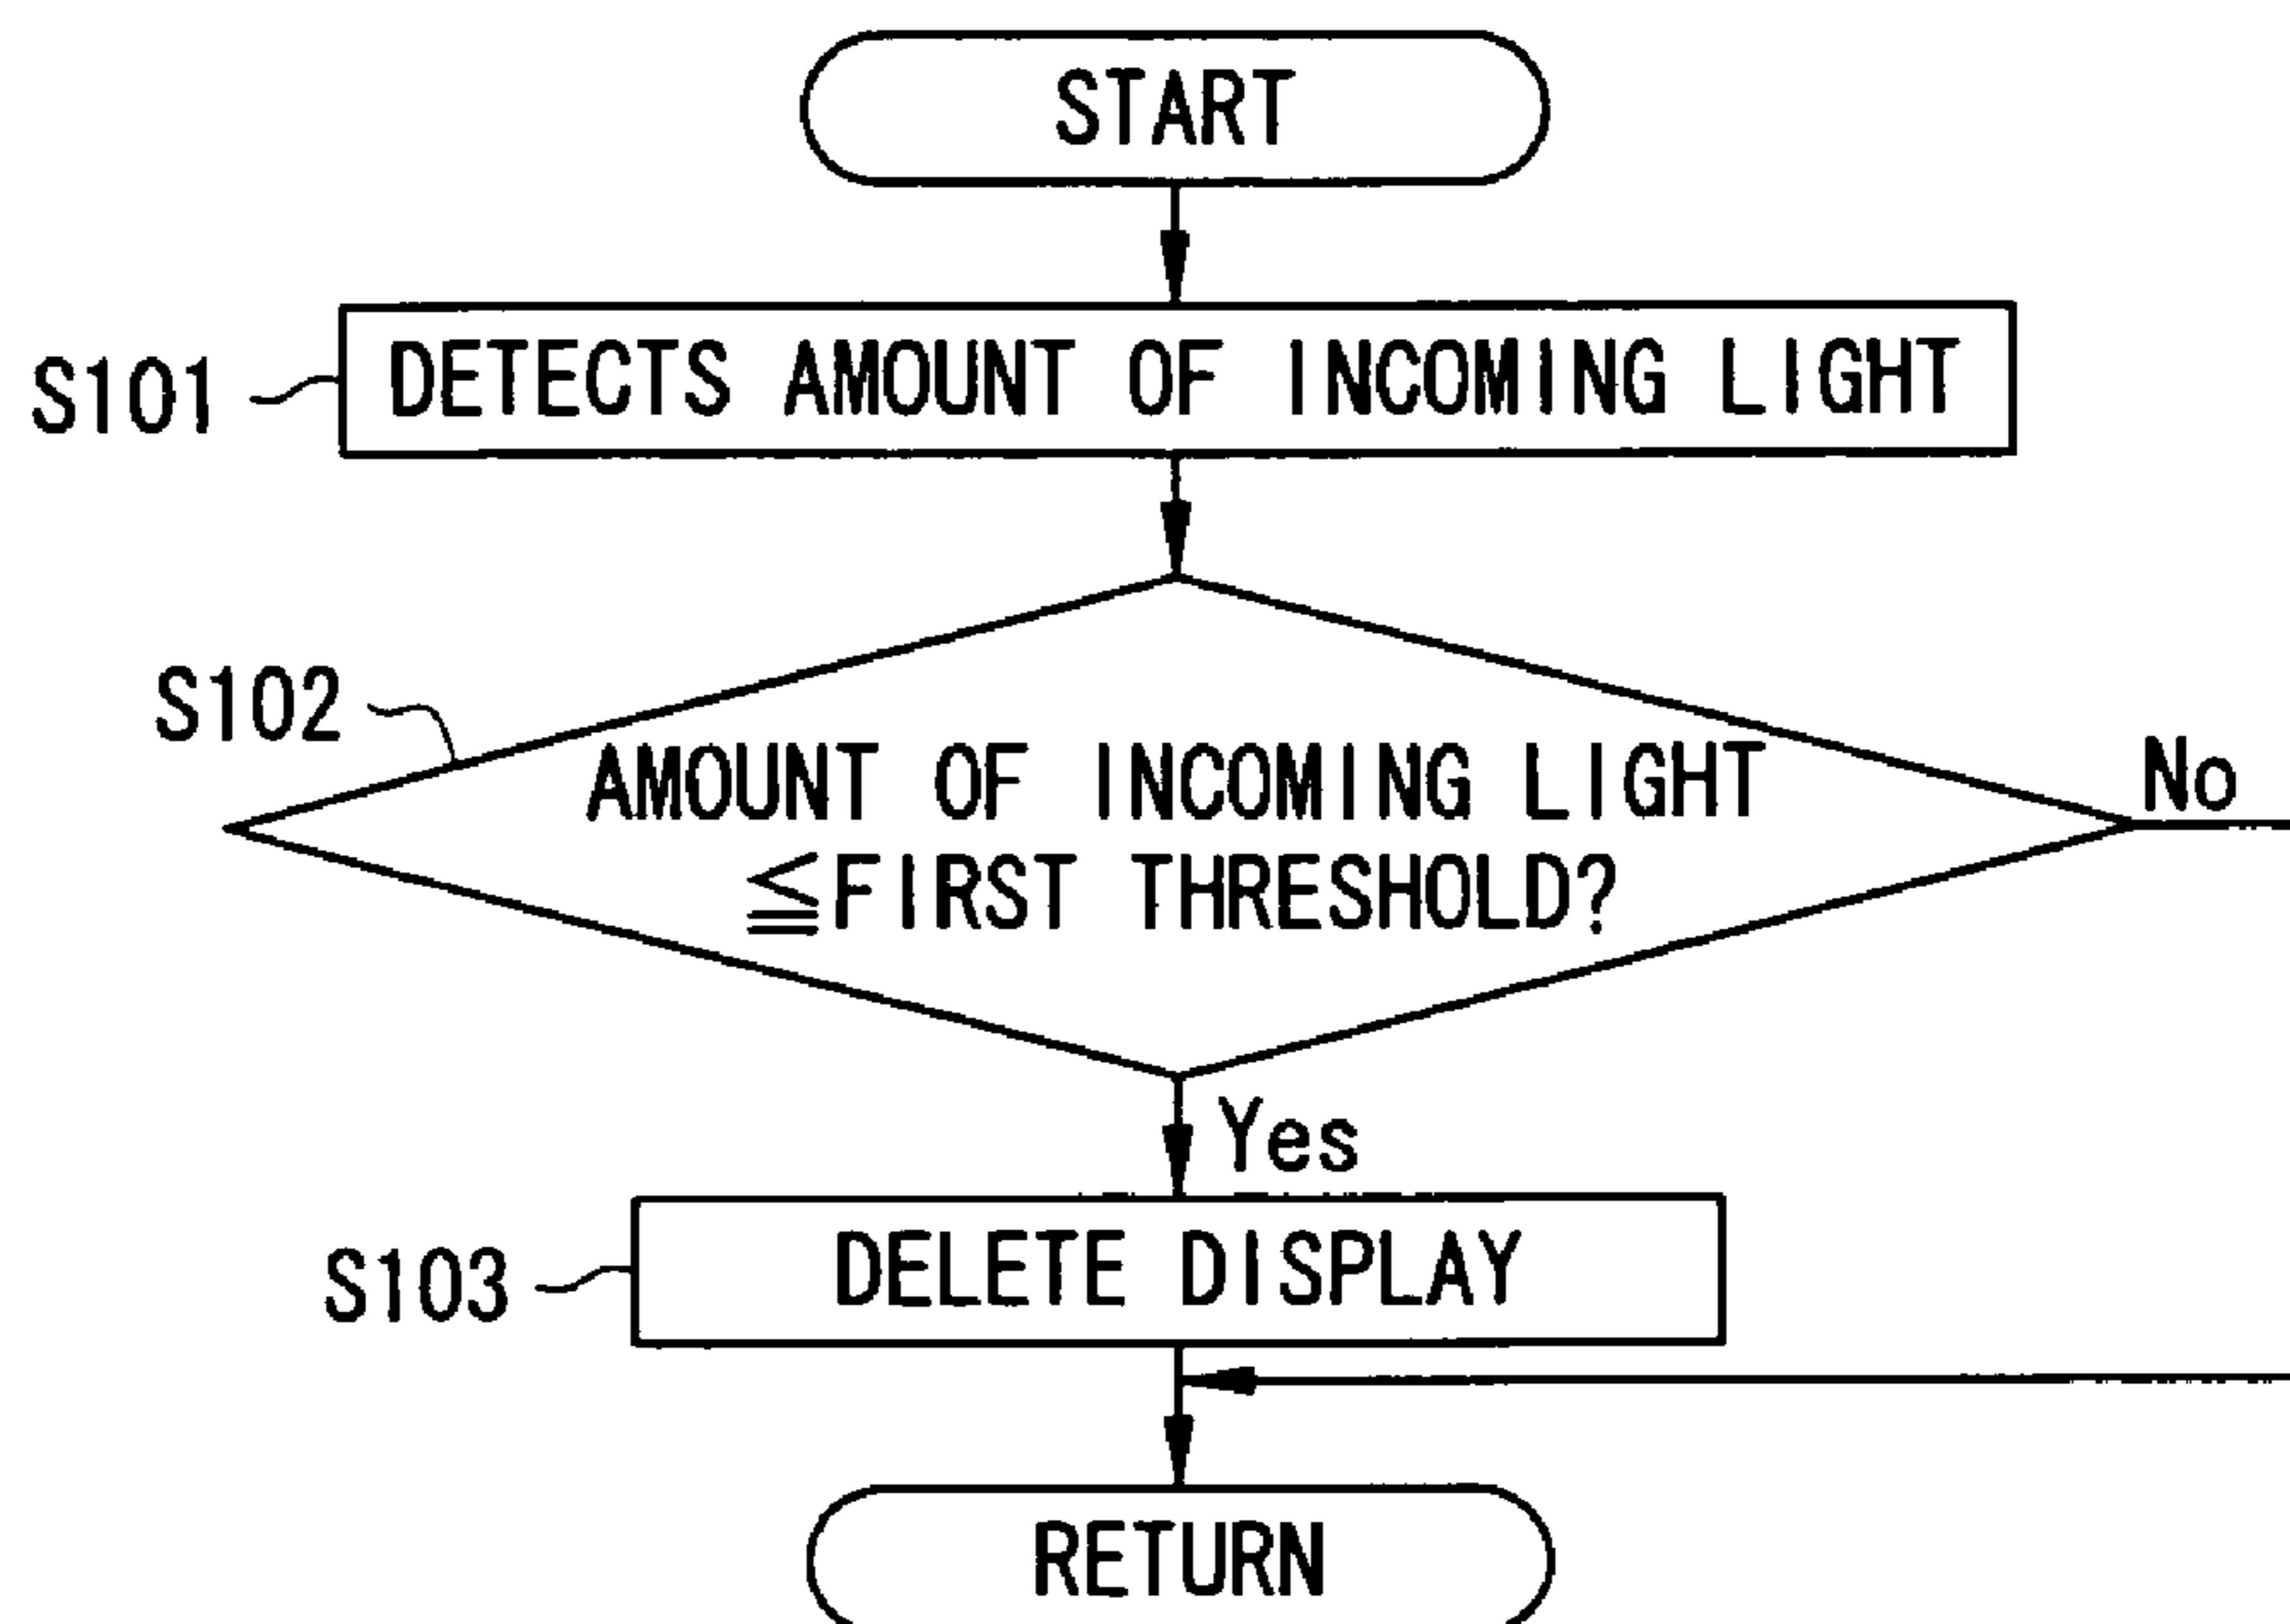 START
S101
DETECTS AMOUNT OF INCOMING LIGHT
S102
AMOUNT OF INCOMING LIGHT
≦FIRST THRESHOLD?
No
Yes
S103
DELETE DISPLAY
RETURN